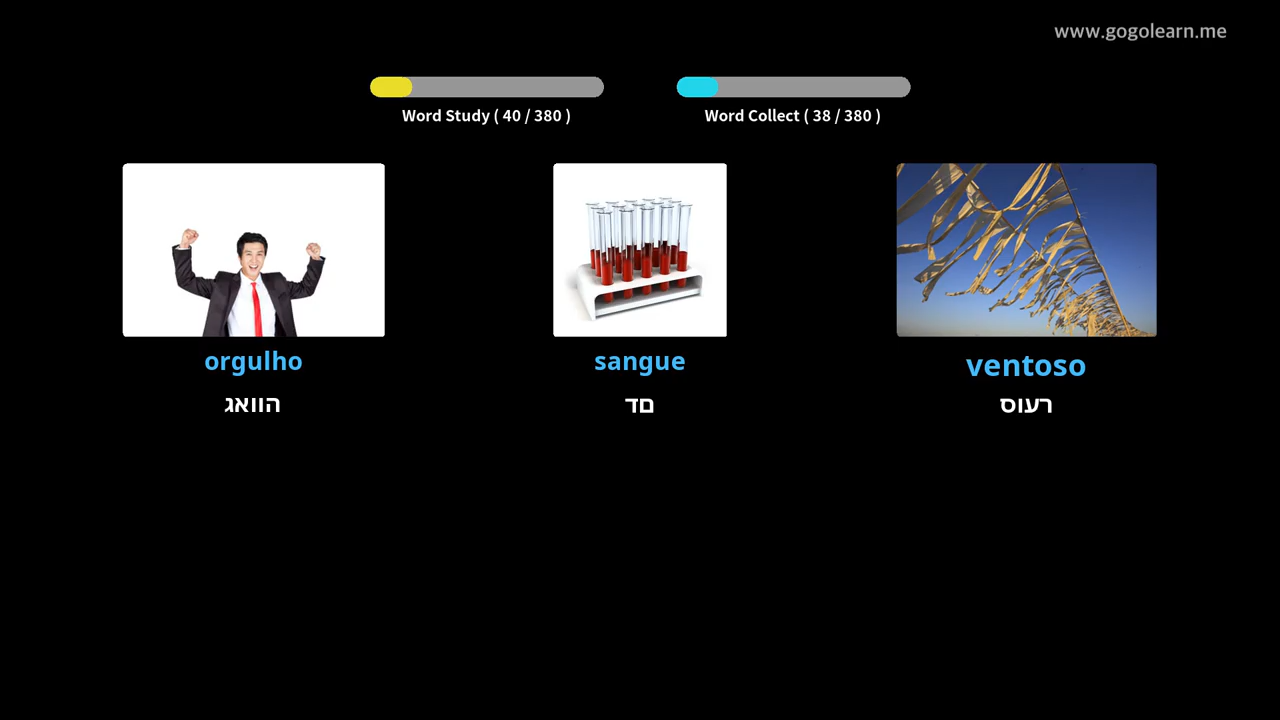 www.gogolearn.me
Word Study ( 40 / 380 )
Word Collect ( 38 / 380 )
orgulho
הוואג
sangue
םד
ventoso
רעוס